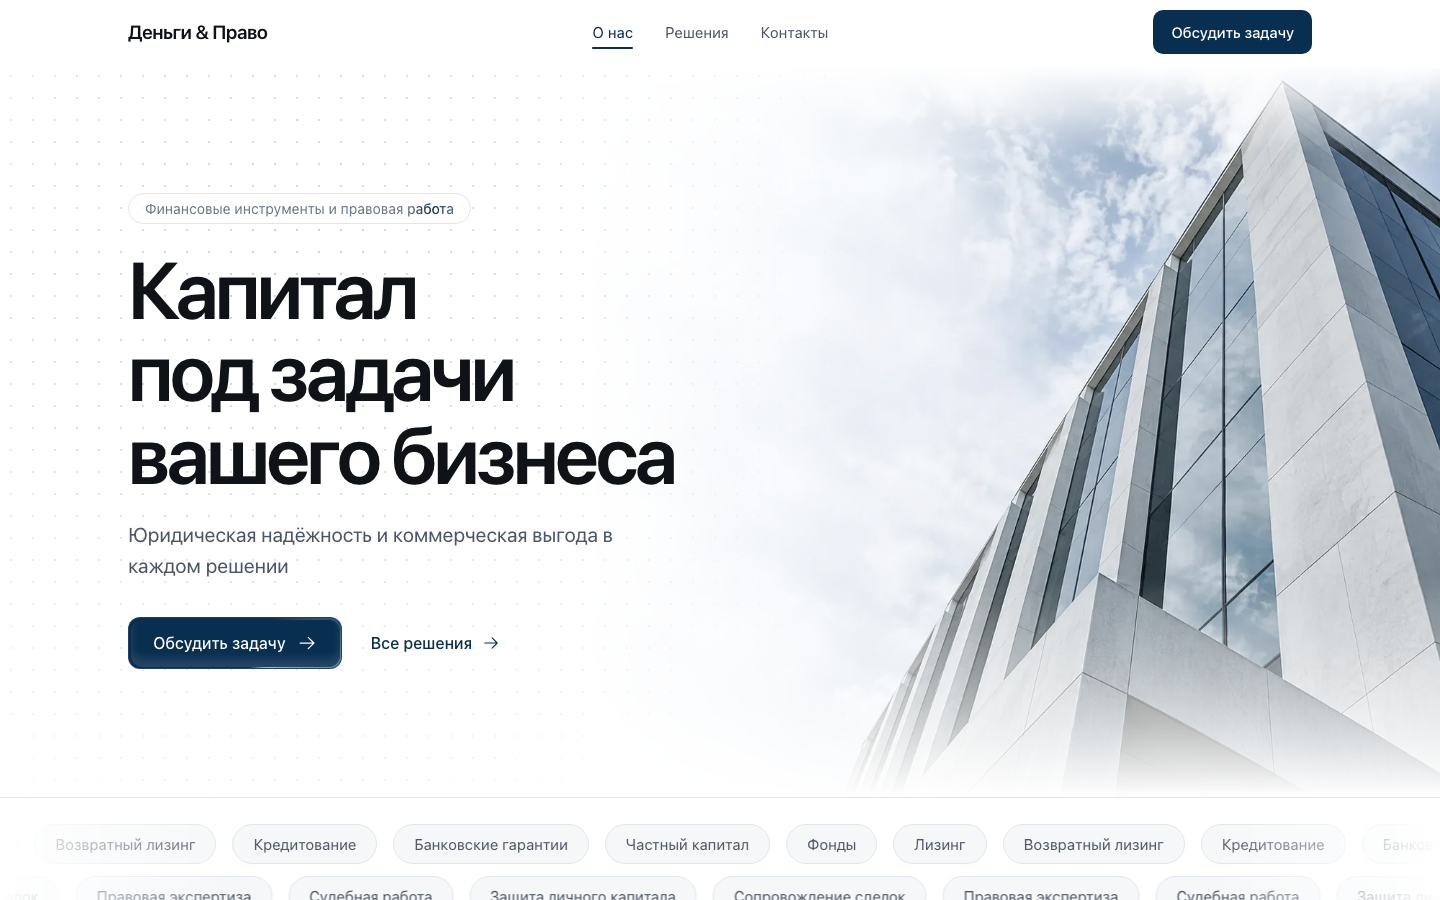 Деньги & Право
О нас
Решения
Контакты
Обсудить задачу
Финансовые инструменты и правовая работа
Капитал
под задачи
вашего бизнеса
Юридическая надёжность и коммерческая выгода в
каждом решении
Обсудить задачу
Все решения
Возвратный лизинг
Кредитование
Банковские гарантии
Частный капитал
Фонды
Лизинг
Возвратный лизинг
Кредитование
Правовая экспертиза
Судебная работа
Защита личного капитала
Сопровождение сделок
Правовая экспертиза
Судебная работа
Защита